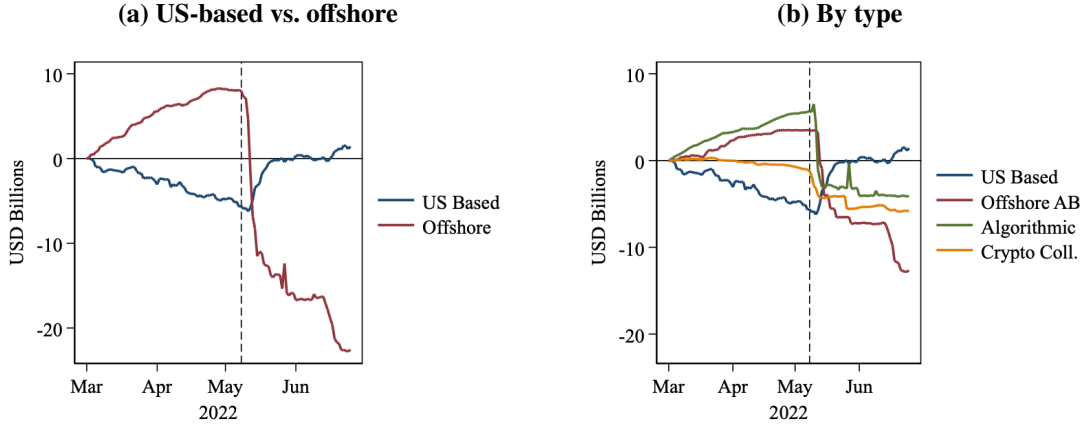 (a) US-based vs. offshore
USD Billions
10
0
-10
-20
Mar
Apr
May
Jun
2022
US Based
Offshore
(b) By type
USD Billions
10
0
-10
-20
Mar
Apr
May
Jun
2022
US Based
Offshore AB
Algorithmic
Crypto Coll.